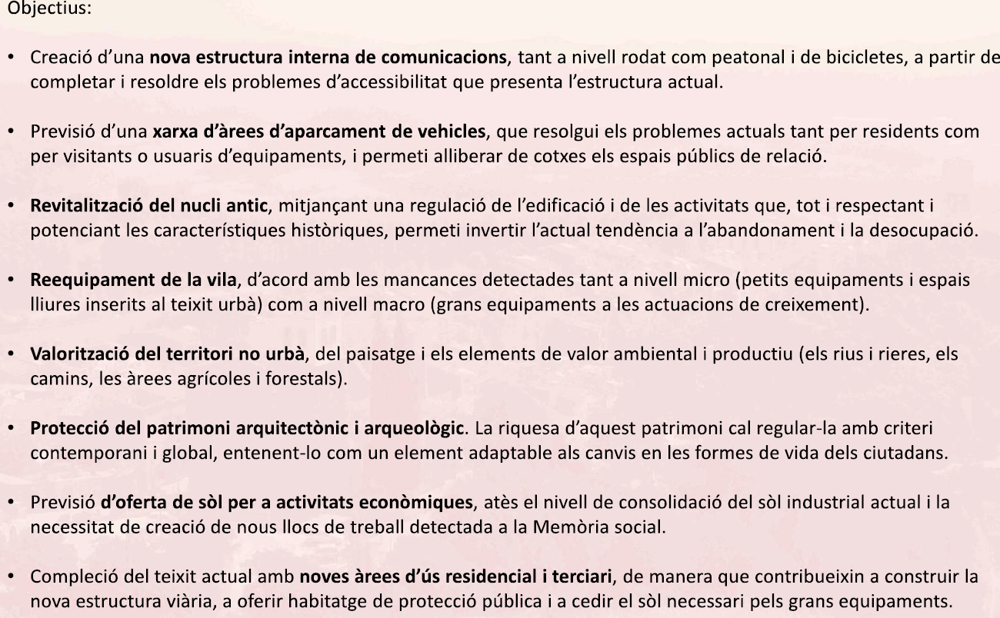 Objectius:
• Creació d’una nova estructura interna de comunicacions, tant a nivell rodat com peatonal i de bicicletes, a partir de
completar i resoldre els problemes d’accessibilitat que presenta l’estructura actual.
• Previsió d’una xarxa d’àrees d’aparcament de vehicles, que resolgui els problemes actuals tant per residents com
per visitants o usuaris d’equipaments, i permeti alliberar de cotxes els espais públics de relació.
• Revitalització del nucli antic, mitjançant una regulació de l’edificació i de les activitats que, tot i respectant i
potenciant les característiques històriques, permeti invertir l’actual tendència a l’abandonament i la desocupació.
• Reequipament de la vila, d’acord amb les mancances detectades tant a nivell micro (petits equipaments i espais
lliures inserits al teixit urbà) com a nivell macro (grans equipaments a les actuacions de creixement).
• Valorització del territori no urbà, del paisatge i els elements de valor ambiental i productiu (els rius i rieres, els
camins, les àrees agrícoles i forestals).
• Protecció del patrimoni arquitectònic i arqueològic. La riquesa d’aquest patrimoni cal regular-la amb criteri
contemporani i global, entenent-lo com un element adaptable als canvis en les formes de vida dels ciutadans.
• Previsió d’oferta de sòl per a activitats econòmiques, atès el nivell de consolidació del sòl industrial actual i la
necessitat de creació de nous llocs de treball detectada a la Memòria social.
• Compleció del teixit actual amb noves àrees d’ús residencial i terciari, de manera que contribueixin a construir la
nova estructura viària, a oferir habitatge de protecció pública i a cedir el sòl necessari pels grans equipaments.